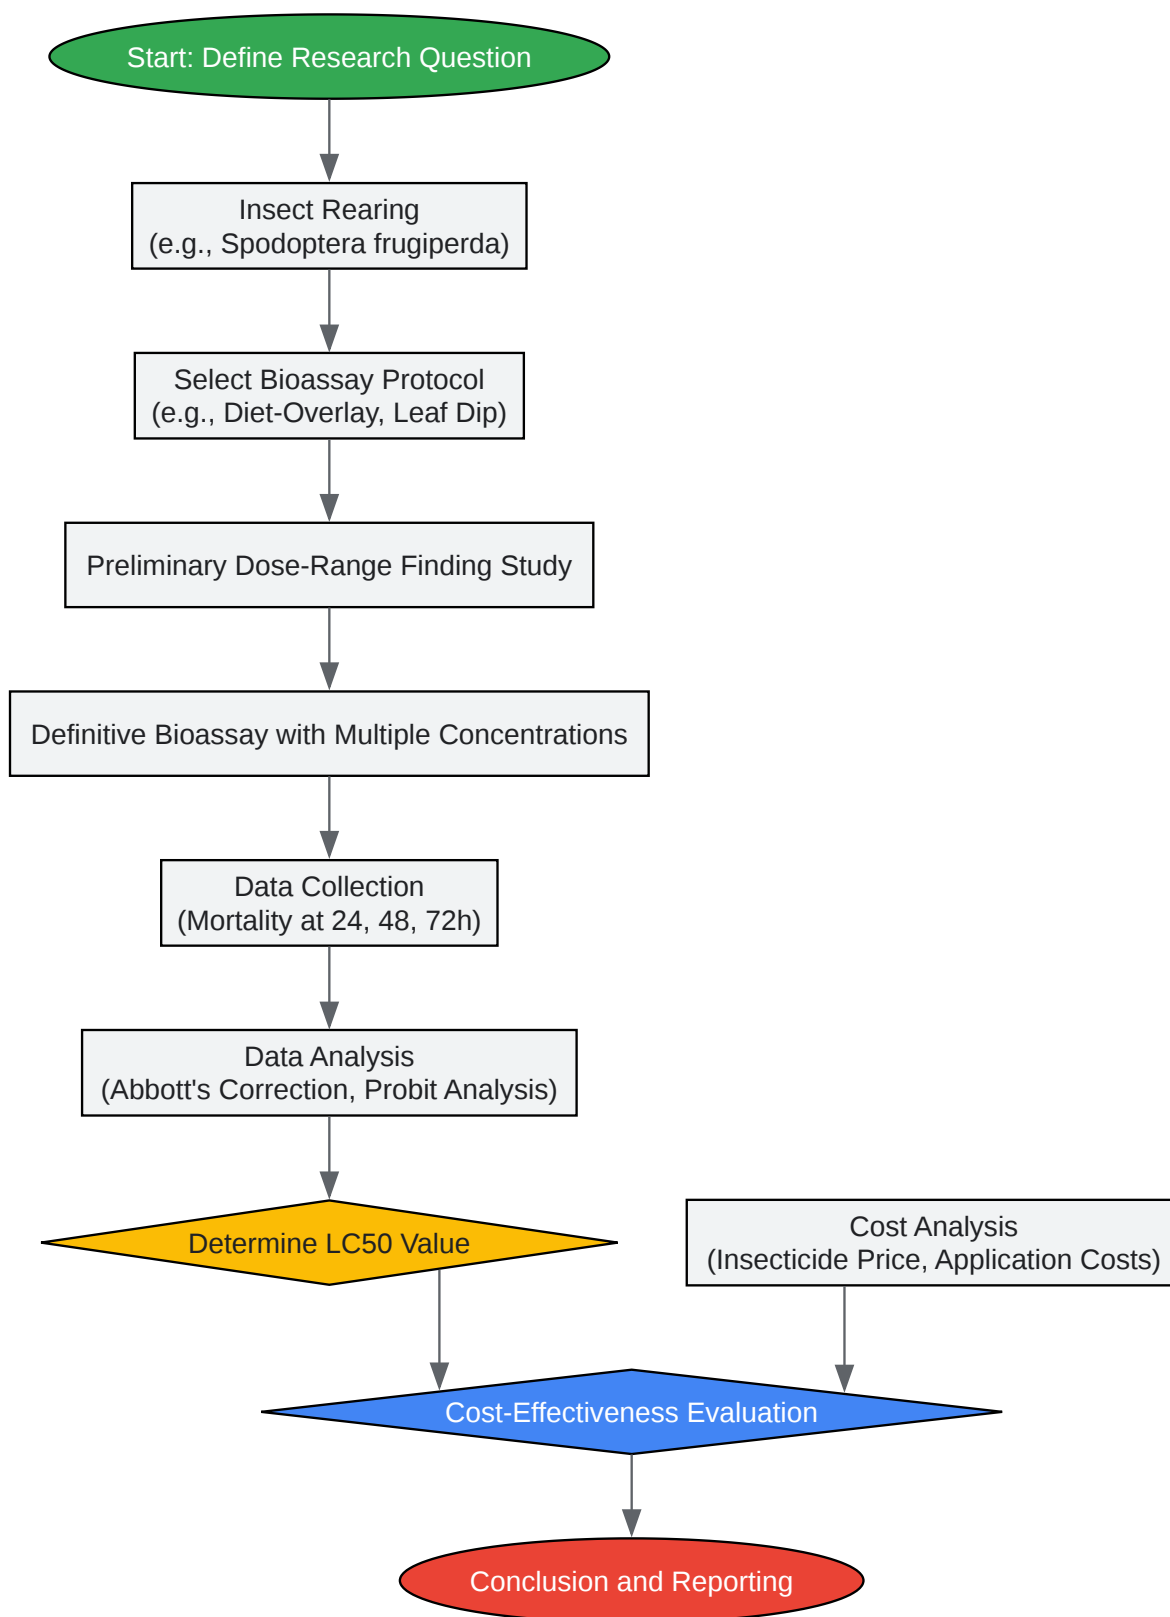 Start: Define Research Question
Insect Rearing
(e.g., Spodoptera frugiperda)
Select Bioassay Protocol
(e.g., Diet-Overlay, Leaf Dip)
Preliminary Dose-Range Finding Study
Definitive Bioassay with Multiple Concentrations
Data Collection
(Mortality at 24, 48, 72h)
Data Analysis
(Abbott's Correction, Probit Analysis)
Determine LC50 Value
Cost Analysis
(Insecticide Price, Application Costs)
Cost-Effectiveness Evaluation
Conclusion and Reporting